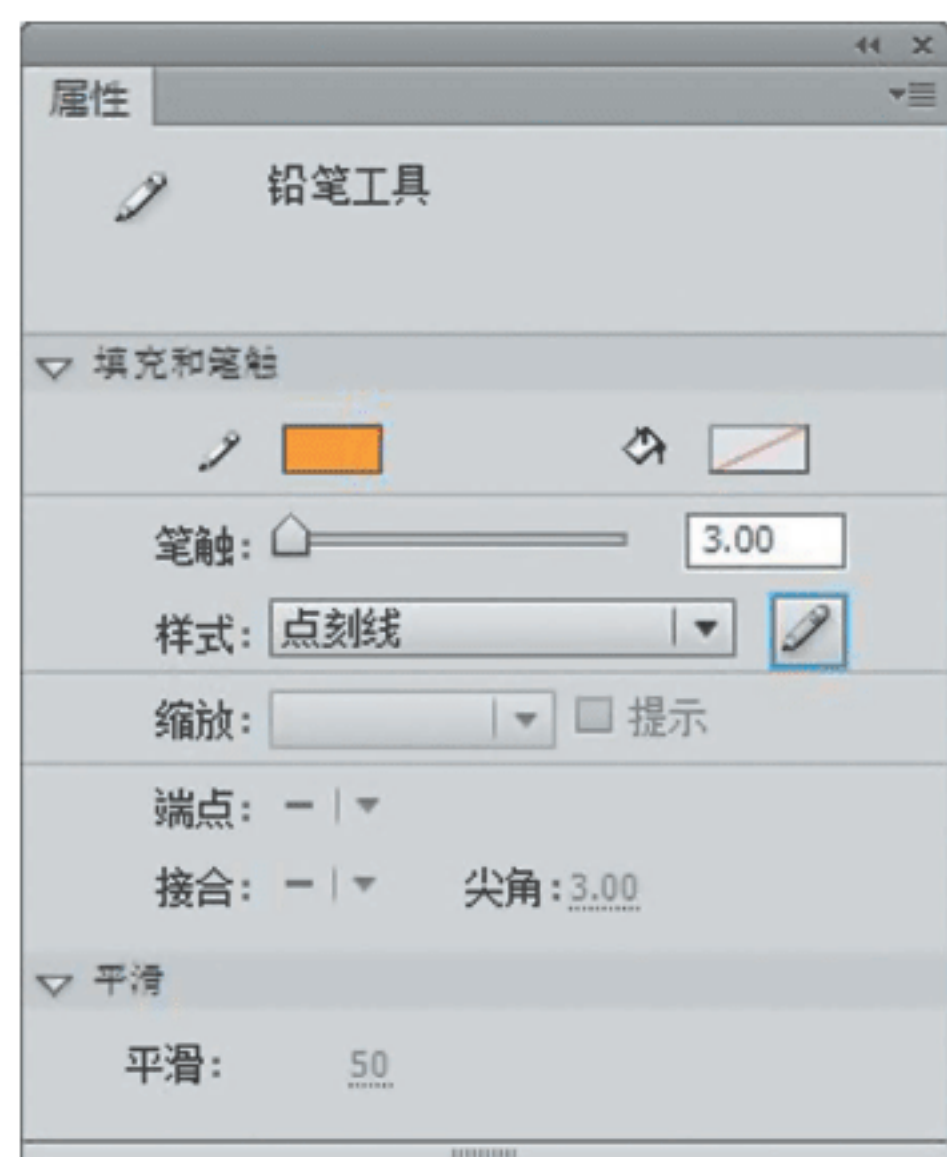 属性
铅笔工具
填充和笔触
笔触: 3.00
样式: 点刻线
缩放: 提示
端点:
接合: 尖角: 3.00
平滑
平滑: 50